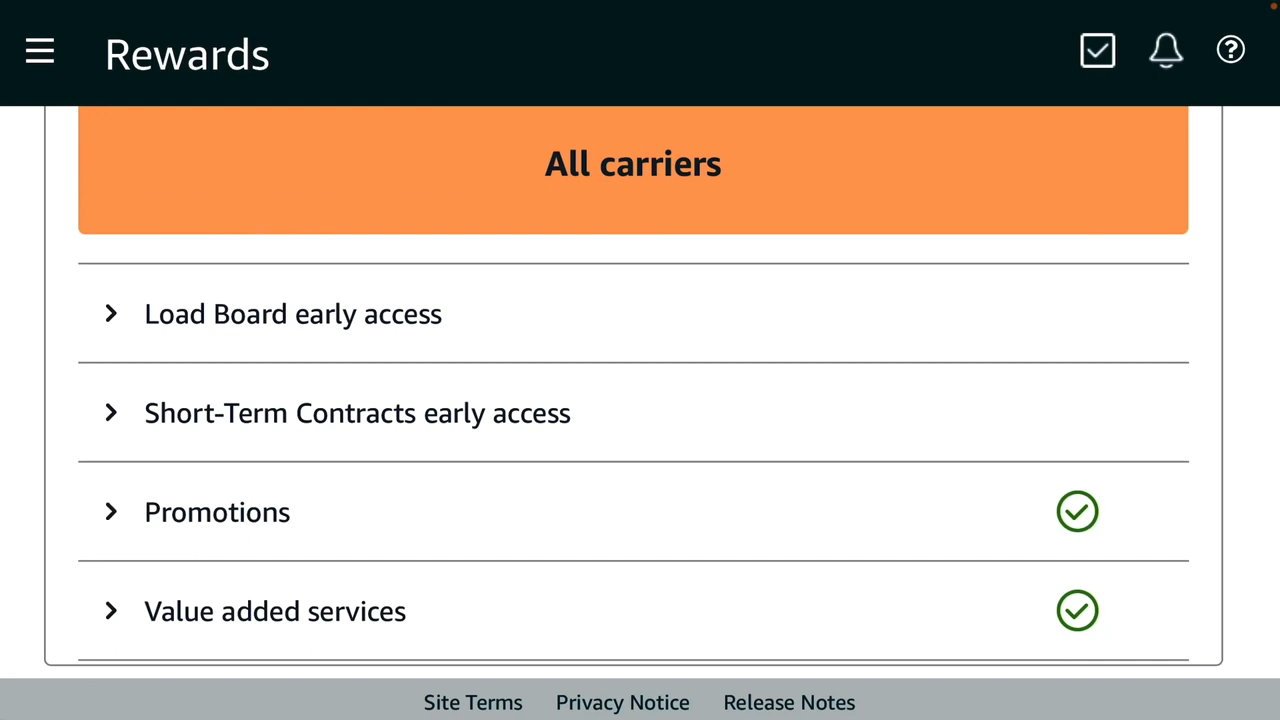 Rewards
All carriers
Load Board early access
Short-Term Contracts early access
Promotions
Value added services
Site Terms Privacy Notice Release Notes